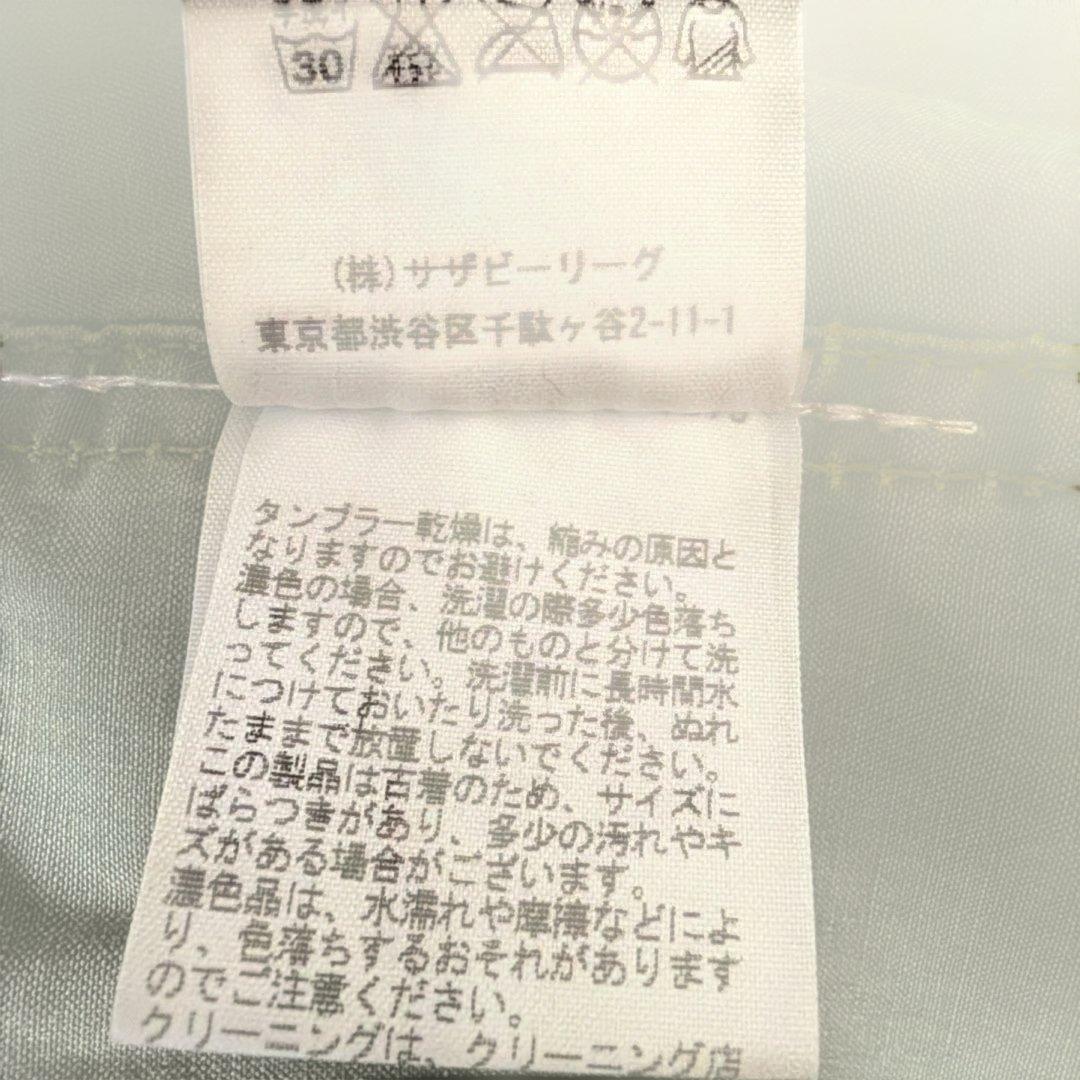 30
(株)サザビーリーグ
東京都渋谷区千駄ヶ谷2-11-1
タンブラー乾燥は、縮みの原因と
なりますのでお避けください。
濃色の場合、洗濯の際多少色落ち
しますので、他のものと分けて洗
ってください。洗濯前に長時間水
につけておいたり洗った後、ぬれ
たままで放置しないでください。
この製品は古着のため、サイズに
ばらつきがあり、多少の汚れやキ
ズがある場合がございます。
濃色品は、水濡れや摩擦などによ
り、色落ちするおそれがあります
のでご注意ください。
クリーニングは、クリーニング店